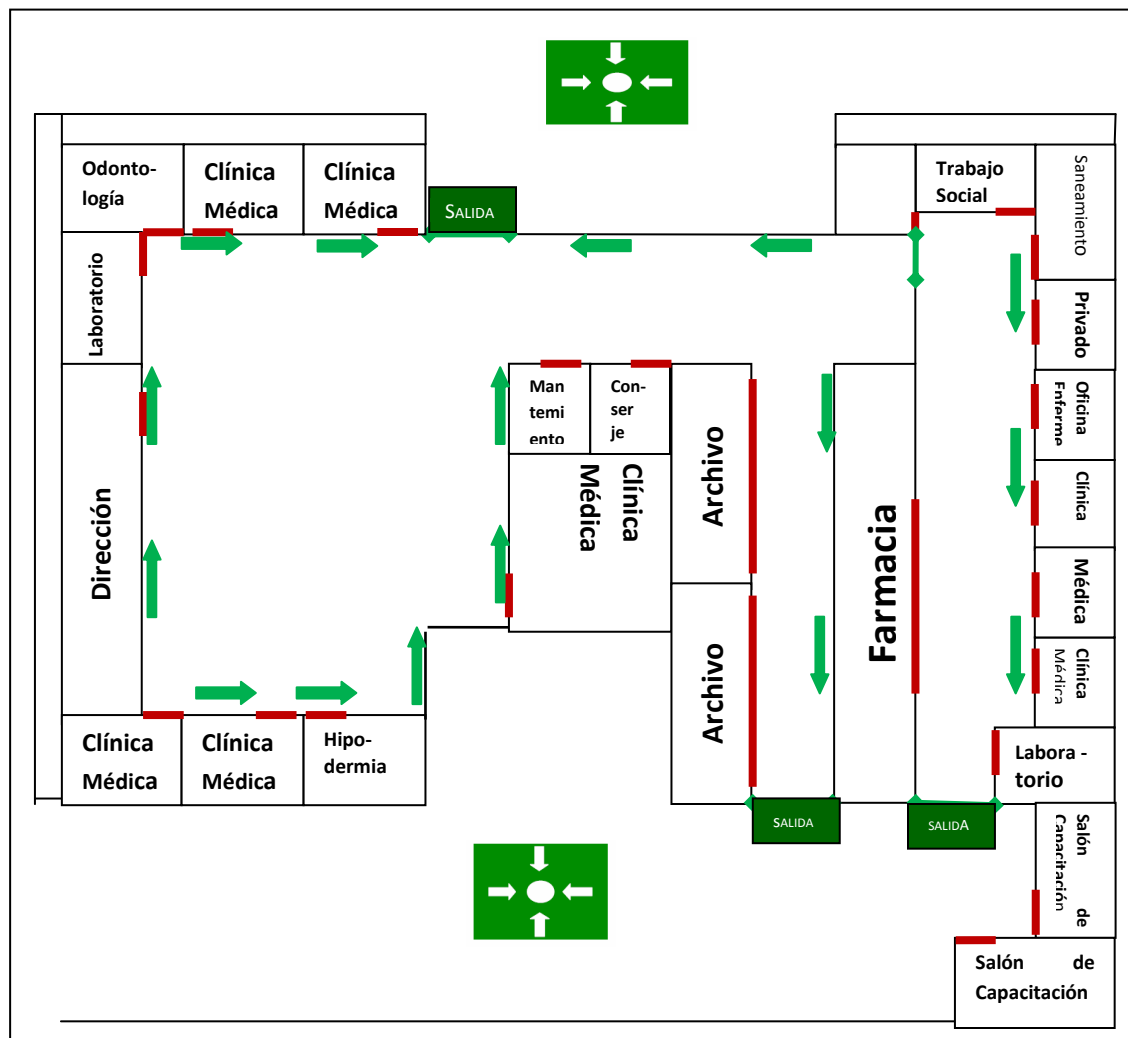 Odonto-
logía
Clínica
Médica
Clínica
Médica
SALIDA
Trabajo
Social
Saneamiento
Laboratorio
Privado
Dirección
Man
temi
ento
Con-
ser
je
Clínica
Médica
Archivo
Archivo
Farmacia
Oficina
Enferme
Clínica
Médica
Clínica
Médica
Clínica
Médica
Clínica
Médica
Hipo-
dermia
Labora -
torio
SALIDA
SALIDA
Salón de
Capacitación
Salón de
Capacitación